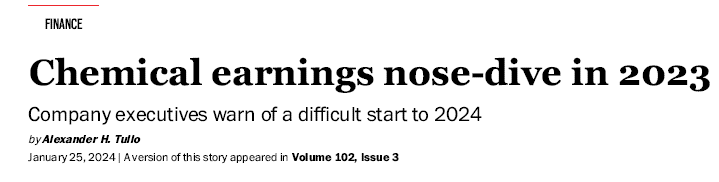 FINANCE
Chemical earnings nose-dive in 2023
Company executives warn of a difficult start to 2024
by Alexander H. Tullo
January 25, 2024 | A version of this story appeared in Volume 102, Issue 3